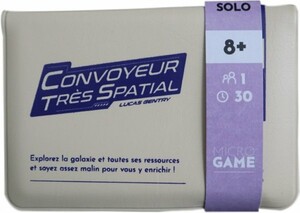 CONVOYEUR
TRÈS SPATIAL
LUCAS GENTRY
Explorez la galaxie et toutes ses ressources
et soyez assez malin pour vous y enrichir !
SOLO
8+
1
30
MICRO
GAME